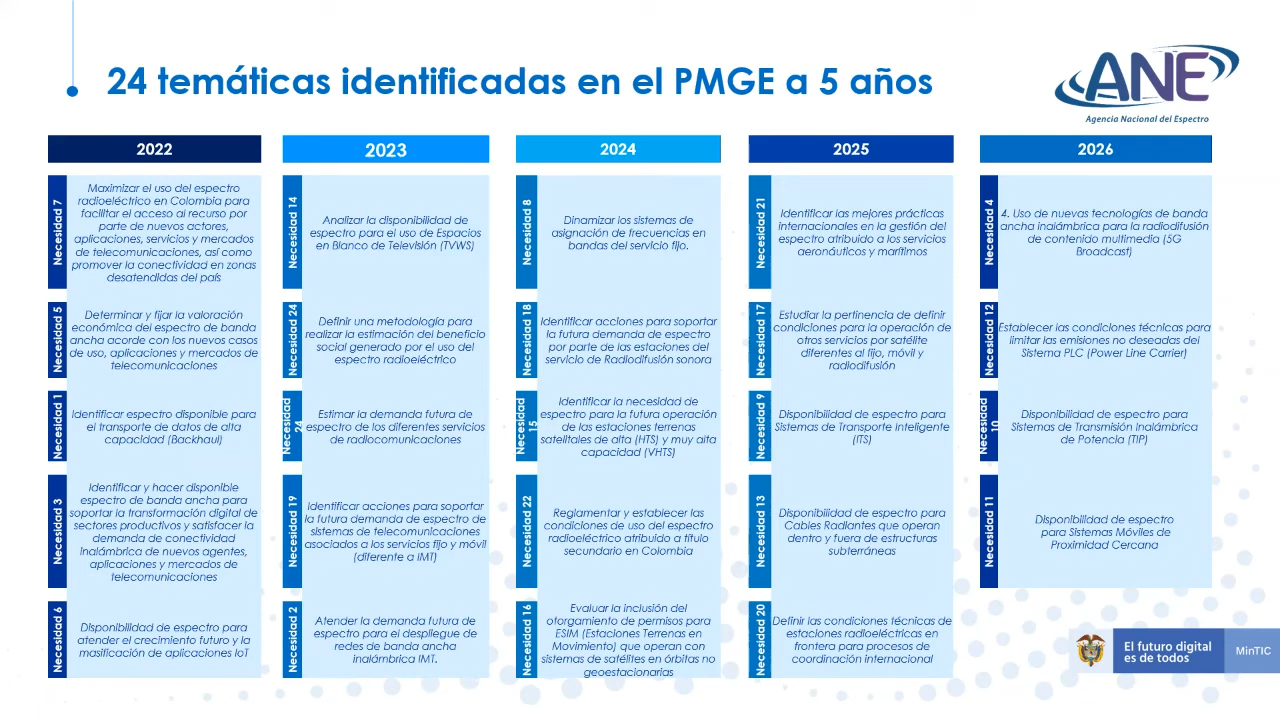 24 temáticas identificadas en el PMGE a 5 años
ANE
Agencia Nacional del Espectro
2022
Necesidad 7
Maximizar el uso del espectro
radioeléctrico en Colombia para
facilitar el acceso al recurso por
parte de nuevos actores,
aplicaciones, servicios y mercados
de telecomunicaciones, así como
promover la conectividad en zonas
desatendidas del país
Necesidad 5
Determinar y fijar la valoración
económica del espectro de banda
ancha acorde con los nuevos casos
de uso, aplicaciones y mercados de
telecomunicaciones
Necesidad 1
Identificar espectro disponible para
el transporte de datos de alta
capacidad (Backhaul)
Necesidad 3
Identificar y hacer disponible
espectro de banda ancha para
soportar la transformación digital de
sectores productivos y satisfacer la
demanda de conectividad
inalámbrica de nuevos agentes,
aplicaciones y mercados de
telecomunicaciones
Necesidad 6
Disponibilidad de espectro para
atender el crecimiento futuro y la
masificación de aplicaciones IoT
2023
Necesidad 14
Analizar la disponibilidad de
espectro para el uso de Espacios
en Blanco de Televisión (TVWS)
Necesidad 24
Definir una metodología para
realizar la estimación del beneficio
social generado por el uso del
espectro radioeléctrico
Necesidad
24
Estimar la demanda futura de
espectro de los diferentes servicios
de radiocomunicaciones
Necesidad 19
Identificar acciones para soportar
la futura demanda de espectro de
sistemas de telecomunicaciones
asociados a los servicios fijo y móvil
(diferente a IMT)
Necesidad 2
Atender la demanda futura de
espectro para el despliegue de
redes de banda ancha
inalámbrica IMT.
2024
Necesidad 8
Dinamizar los sistemas de
asignación de frecuencias en
bandas del servicio fijo.
Necesidad 18
Identificar acciones para soportar
la futura demanda de espectro
por parte de las estaciones del
servicio de Radiodifusión sonora
Necesidad
15
Identificar la necesidad de
espectro para la futura operación
de las estaciones terrenas
satelitales de alta (HTS) y muy alta
capacidad (VHTS)
Necesidad 22
Reglamentar y establecer las
condiciones de uso del espectro
radioeléctrico atribuido a título
secundario en Colombia
Necesidad 16
Evaluar la inclusión del
otorgamiento de permisos para
ESIM (Estaciones Terrenas en
Movimiento) que operan con
sistemas de satélites en órbitas no
geoestacionarias
2025
Necesidad 21
Identificar las mejores prácticas
internacionales en la gestión del
espectro atribuido a los servicios
aeronáuticos y marítimos
Necesidad 17
Estudiar la pertinencia de definir
condiciones para la operación de
otros servicios por satélite
diferentes al fijo, móvil y
radiodifusión
Necesidad 9
Disponibilidad de espectro para
Sistemas de Transporte Inteligente
(ITS)
Necesidad 13
Disponibilidad de espectro para
Cables Radiantes que operan
dentro y fuera de estructuras
subterráneas
Necesidad 20
Definir las condiciones técnicas de
estaciones radioeléctricas en
frontera para procesos de
coordinación internacional
2026
Necesidad 4
4. Uso de nuevas tecnologías de banda
ancha inalámbrica para la radiodifusión
de contenido multimedia (5G
Broadcast)
Necesidad 12
Establecer las condiciones técnicas para
limitar las emisiones no deseadas del
Sistema PLC (Power Line Carrier)
Necesidad
10
Disponibilidad de espectro para
Sistemas de Transmisión Inalámbrica
de Potencia (TIP)
Necesidad 11
Disponibilidad de espectro
para Sistemas Móviles de
Proximidad Cercana
El futuro digital
es de todos
MinTIC